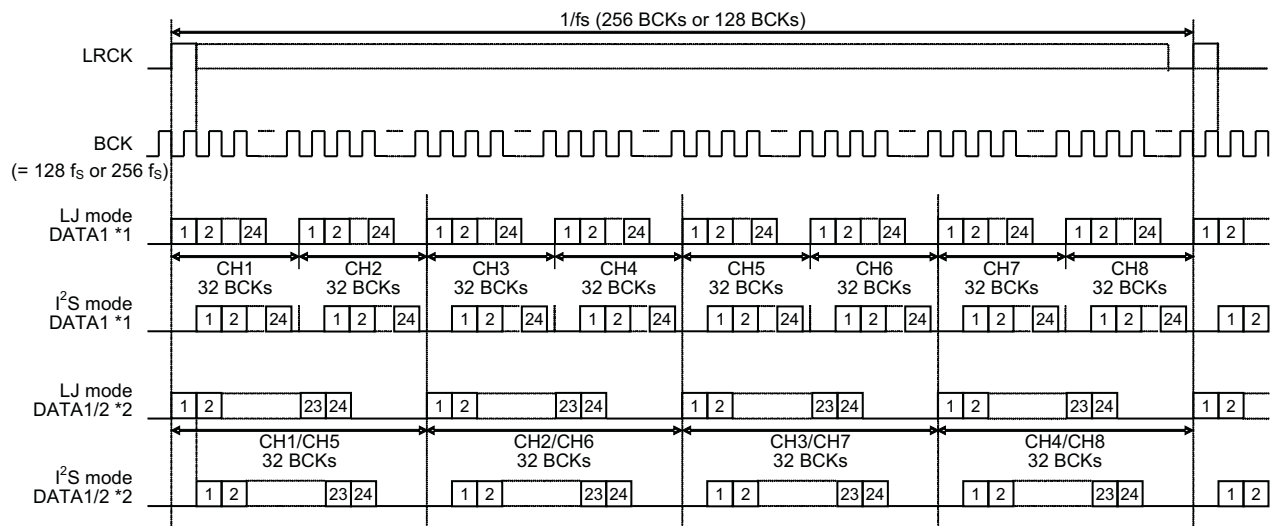 1/fs (256 BCKs or 128 BCKs)
LRCK
BCK
(= 128 fS or 256 fS)
LJ mode
DATA1 *1
1 2 24 1 2 24 1 2 24 1 2 24 1 2 24 1 2 24 1 2 24 1 2 24 1 2
CH1 CH2 CH3 CH4 CH5 CH6 CH7 CH8
32 BCKs 32 BCKs 32 BCKs 32 BCKs 32 BCKs 32 BCKs 32 BCKs 32 BCKs
I²S mode
DATA1 *1
1 2 24 1 2 24 1 2 24 1 2 24 1 2 24 1 2 24 1 2 24 1 2 24 1 2
LJ mode
DATA1/2 *2
1 2 23 24 1 2 23 24 1 2 23 24 1 2 23 24 1 2
CH1/CH5 CH2/CH6 CH3/CH7 CH4/CH8
32 BCKs 32 BCKs 32 BCKs 32 BCKs
I²S mode
DATA1/2 *2
1 2 23 24 1 2 23 24 1 2 23 24 1 2 23 24 1 2